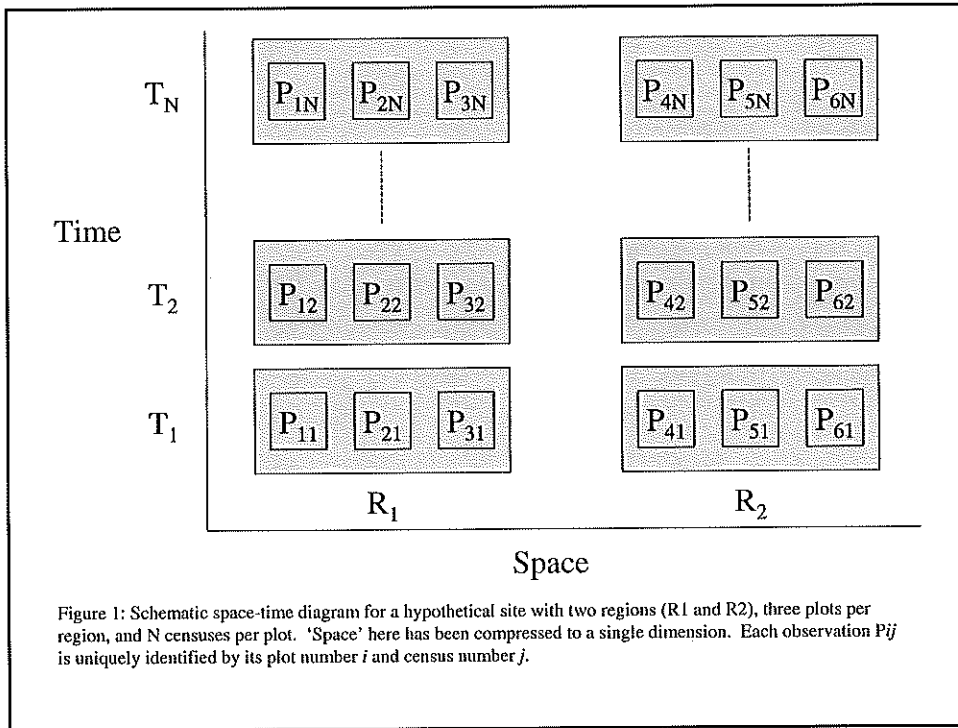 T_N P_1N P_2N P_3N P_4N P_5N P_6N
Time
T_2 P_12 P_22 P_32 P_42 P_52 P_62
T_1 P_11 P_21 P_31 P_41 P_51 P_61
R_1 R_2
Space
Figure 1: Schematic space-time diagram for a hypothetical site with two regions (R1 and R2), three plots per
region, and N censuses per plot. 'Space' here has been compressed to a single dimension. Each observation Pij
is uniquely identified by its plot number i and census number j.